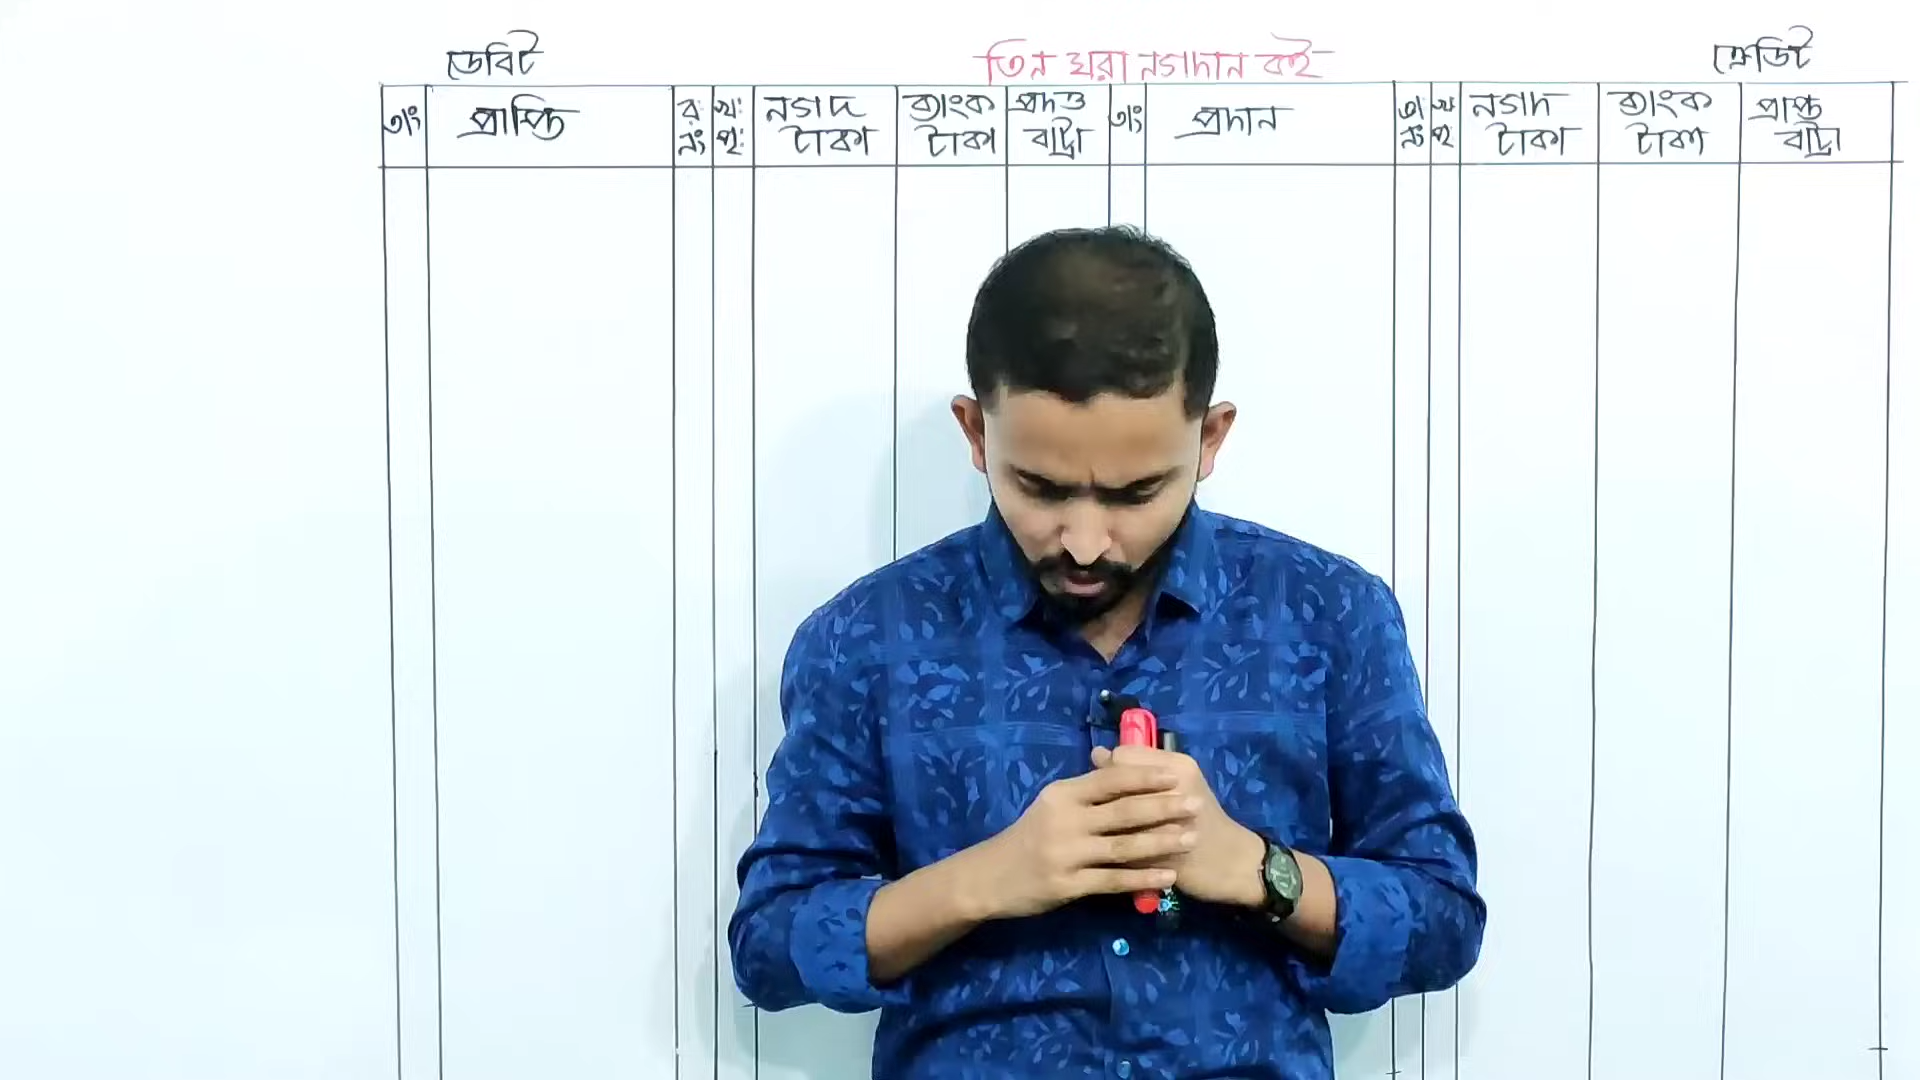 ডেবিট
তিন ঘরা নগদান বই
ক্রেডিট
তাং
প্রাপ্তি
র:
নং
খ:
পৃ:
নগদ
টাকা
ব্যাংক
টাকা
প্রদত্ত
বাট্টা
তাং
প্রদান
ভা
নং
খ
পৃ:
নগদ
টাকা
ব্যাংক
টাকা
প্রাপ্ত
বাট্টা